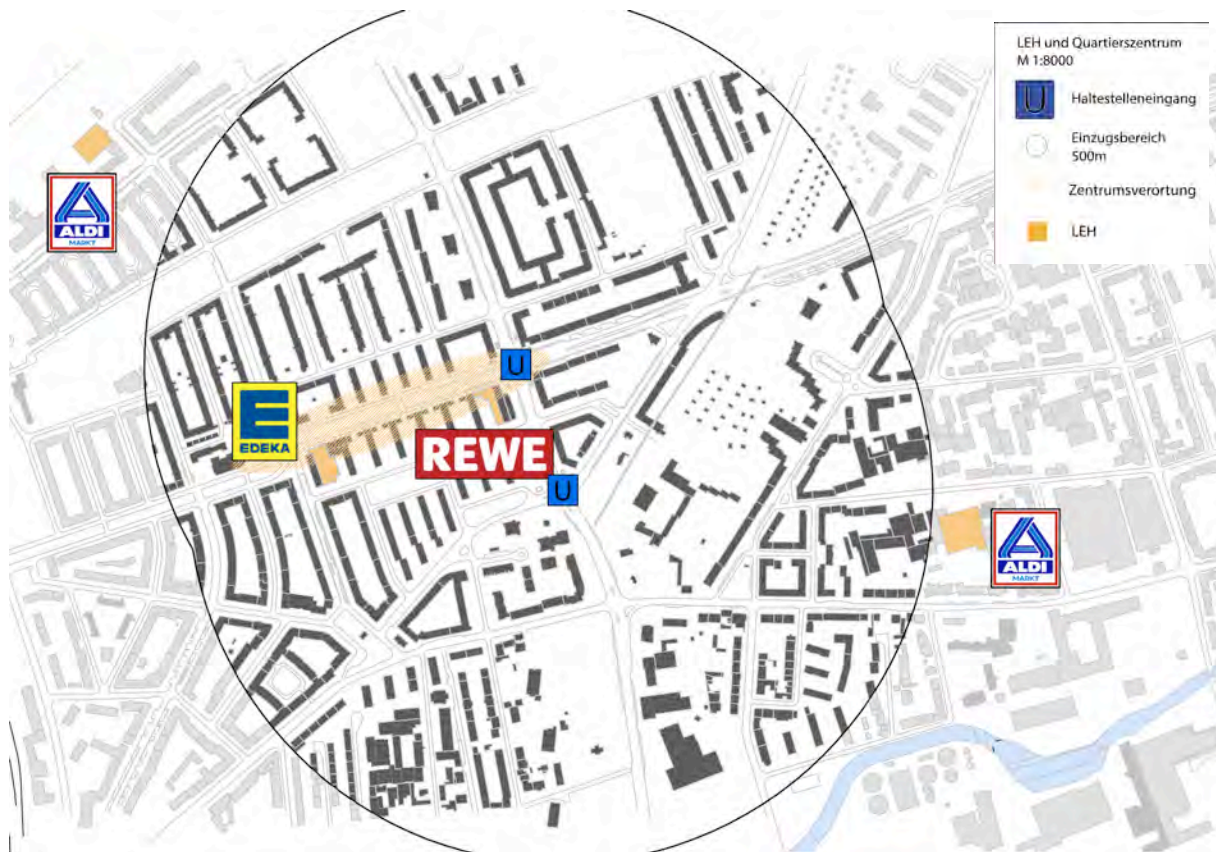 LEH und Quartierszentrum
M 1:8000
U
Haltestelleneingang
Einzugsbereich
500m
Zentrumsverortung
LEH
ALDI
MARKT
U
E
EDEKA
REWE
U
ALDI
MARKT